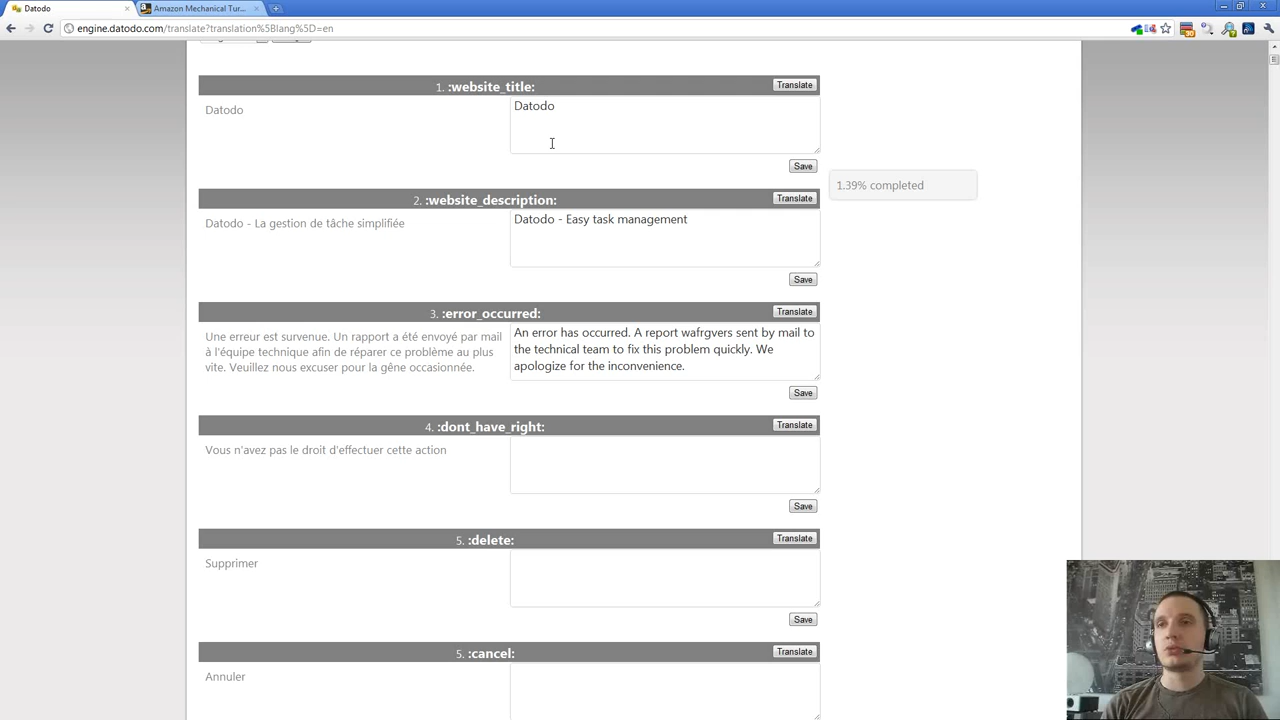 Datodo
Amazon Mechanical Tur...
engine.datodo.com/translate?translation%5Blang%5D=en
1. :website_title:
Translate
Datodo
Datodo
Save
1.39% completed
2. :website_description:
Translate
Datodo - La gestion de tâche simplifiée
Datodo - Easy task management
Save
3. :error_occurred:
Translate
Une erreur est survenue. Un rapport a été envoyé par mail
à l'équipe technique afin de réparer ce problème au plus
vite. Veuillez nous excuser pour la gêne occasionnée.
An error has occurred. A report wafrgvers sent by mail to
the technical team to fix this problem quickly. We
apologize for the inconvenience.
Save
4. :dont_have_right:
Translate
Vous n'avez pas le droit d'effectuer cette action
Save
5. :delete:
Translate
Supprimer
Save
5. :cancel:
Translate
Annuler